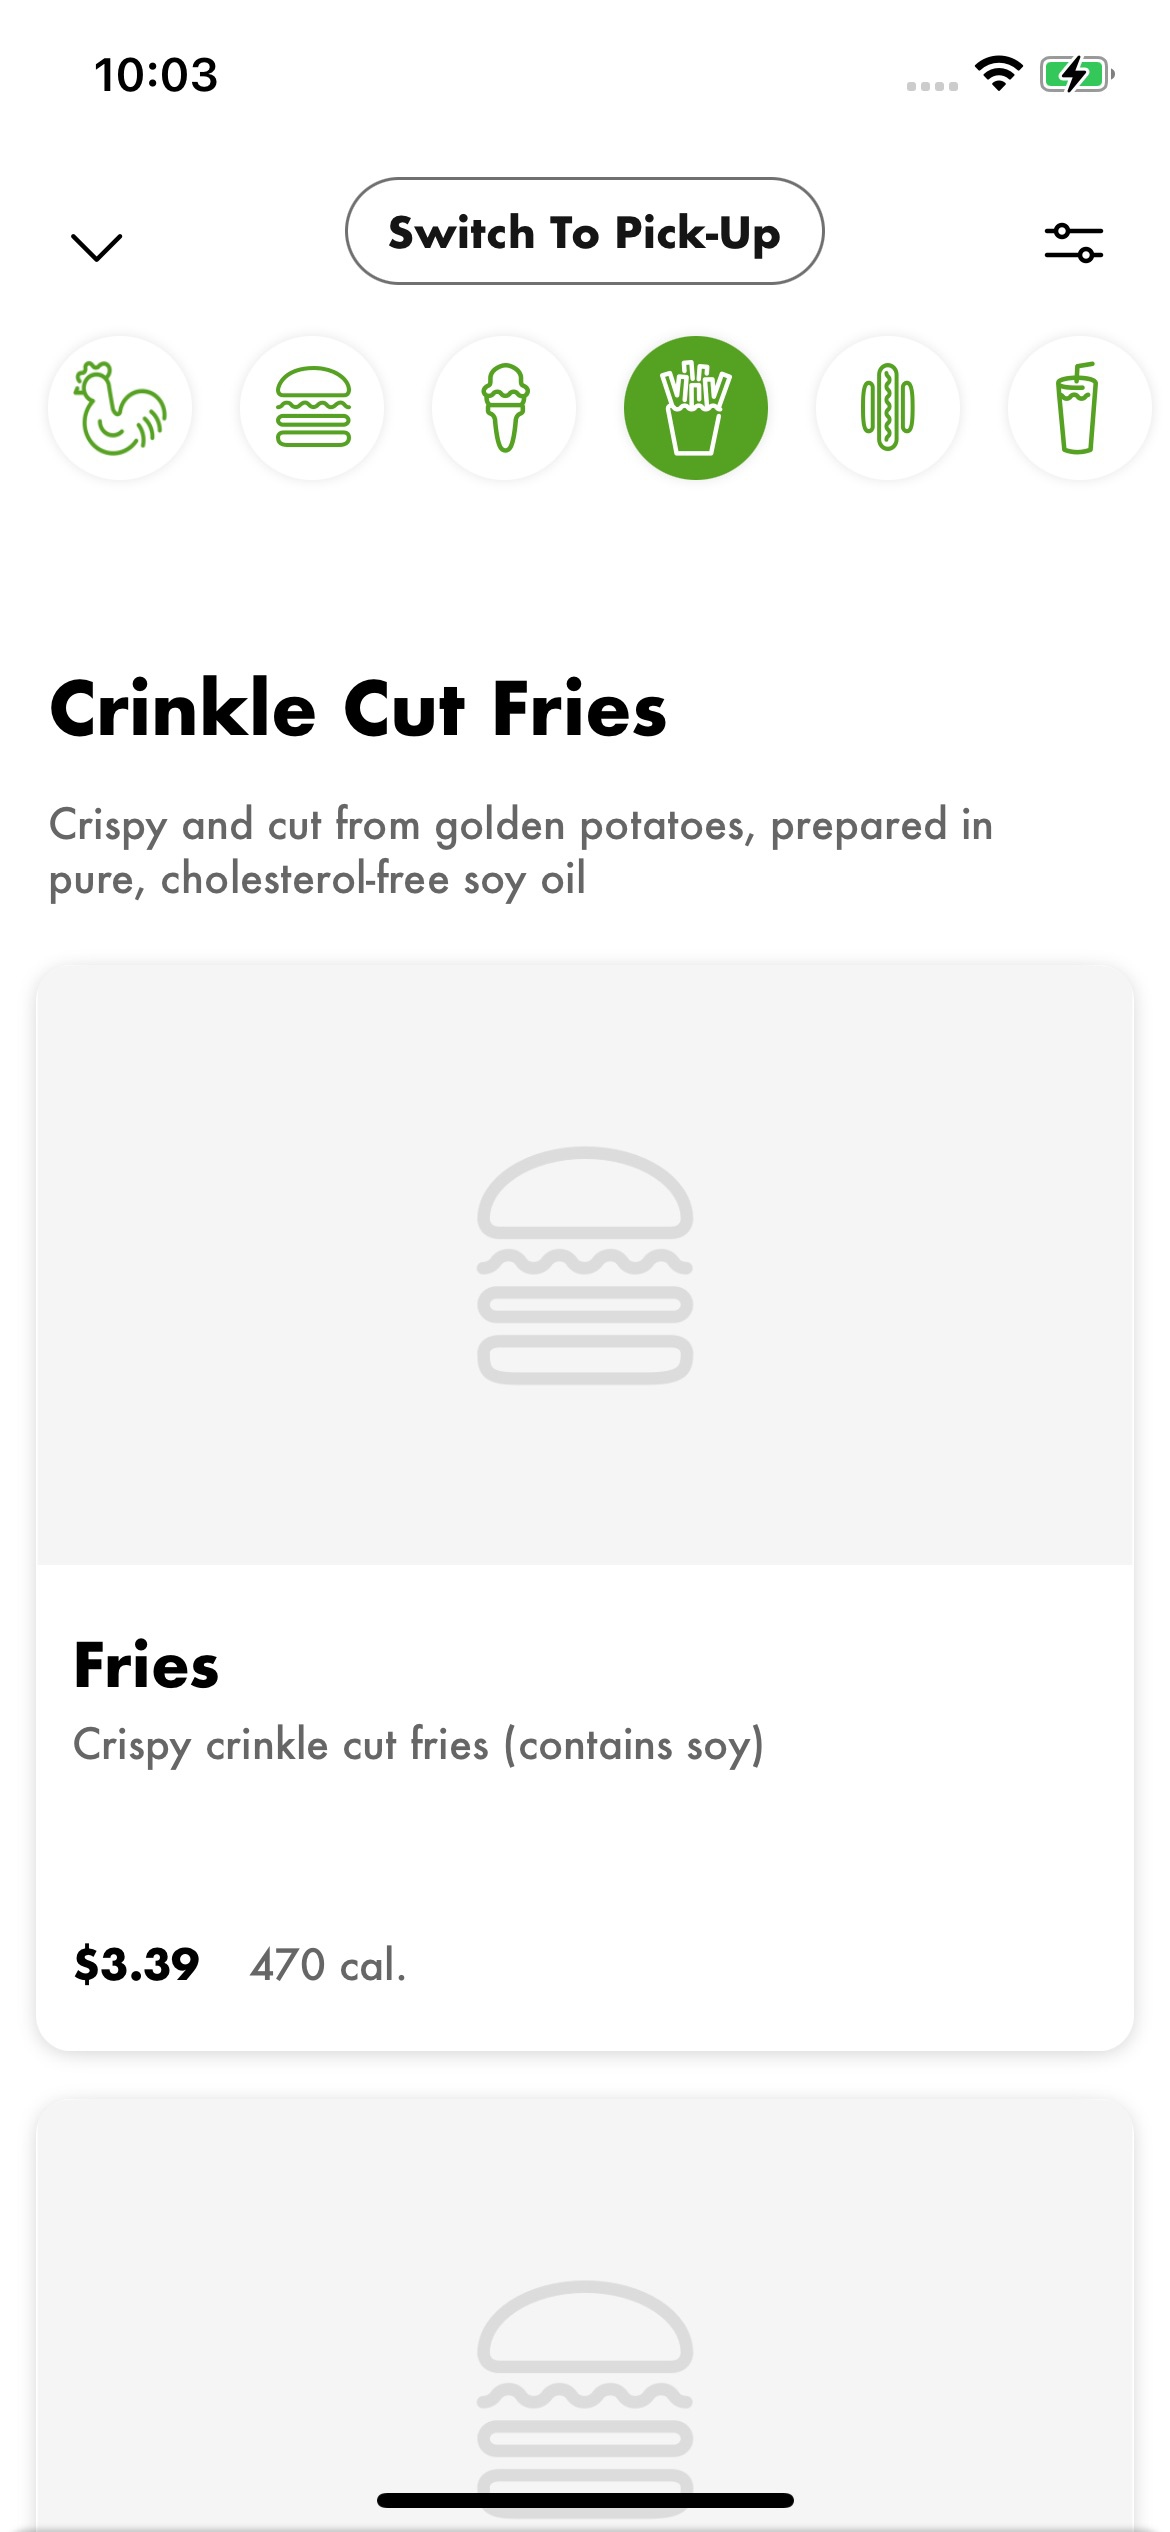 10:03
Switch To Pick-Up
Crinkle Cut Fries
Crispy and cut from golden potatoes, prepared in
pure, cholesterol-free soy oil
Fries
Crispy crinkle cut fries (contains soy)
$3.39 470 cal.